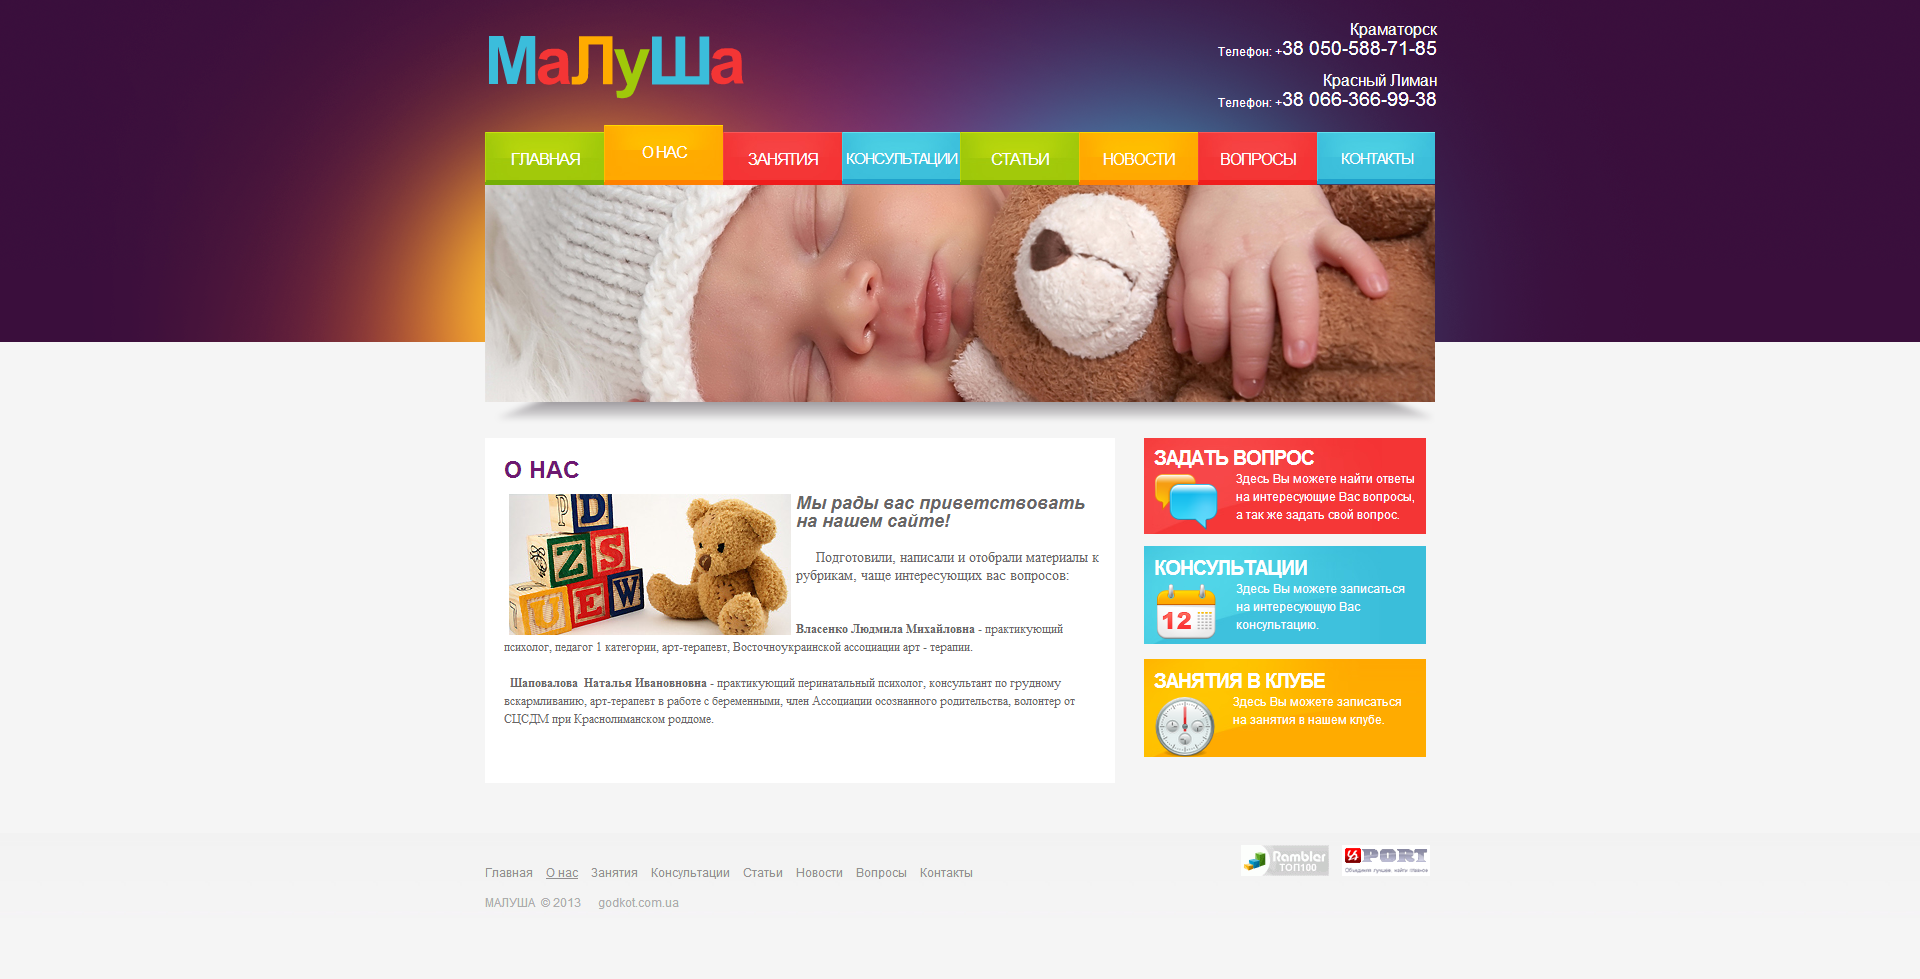 МаЛуШа
Краматорск
Телефон: +38 050-588-71-85
Красный Лиман
Телефон: +38 066-366-99-38
ГЛАВНАЯ
О НАС
ЗАНЯТИЯ
КОНСУЛЬТАЦИИ
СТАТЬИ
НОВОСТИ
ВОПРОСЫ
КОНТАКТЫ
О НАС
P D
Z S
U E W
Мы рады вас приветствовать
на нашем сайте!
Подготовили, написали и отобрали материалы к
рубрикам, чаще интересующих вас вопросов:
Власенко Людмила Михайловна - практикующий
психолог, педагог 1 категории, арт-терапевт, Восточноукраинской ассоциации арт - терапии.
Шаповалова Наталья Ивановновна - практикующий перинатальный психолог, консультант по грудному
вскармливанию, арт-терапевт в работе с беременными, член Ассоциации осознанного родительства, волонтер от
СЦСДМ при Краснолиманском роддоме.
ЗАДАТЬ ВОПРОС
Здесь Вы можете найти ответы
на интересующие Вас вопросы,
а так же задать свой вопрос.
КОНСУЛЬТАЦИИ
12
Здесь Вы можете записаться
на интересующую Вас
консультацию.
ЗАНЯТИЯ В КЛУБЕ
Здесь Вы можете записаться
на занятия в нашем клубе.
Главная О нас Занятия Консультации Статьи Новости Вопросы Контакты
Rambler
ТОП100
PORT
МАЛУША © 2013 godkot.com.ua